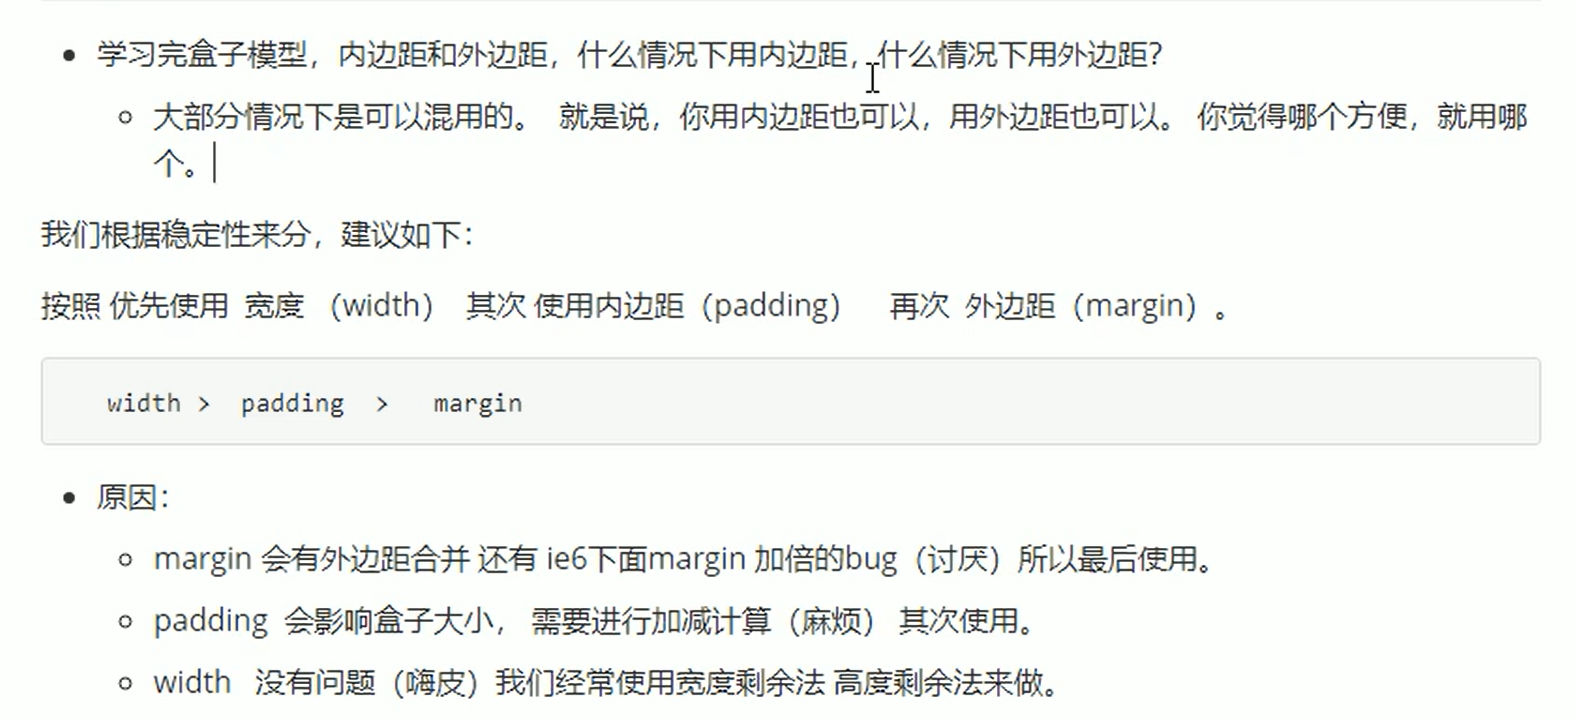 学习完盒子模型，内边距和外边距，什么情况下用内边距，什么情况下用外边距？
大部分情况下是可以混用的。 就是说，你用内边距也可以，用外边距也可以。 你觉得哪个方便，就用哪
个。
我们根据稳定性来分，建议如下：
按照 优先使用 宽度 （width） 其次 使用内边距（padding） 再次 外边距（margin）。
width > padding > margin
原因：
margin 会有外边距合并 还有 ie6下面margin 加倍的bug（讨厌）所以最后使用。
padding 会影响盒子大小， 需要进行加减计算（麻烦） 其次使用。
width 没有问题（嗨皮）我们经常使用宽度剩余法 高度剩余法来做。